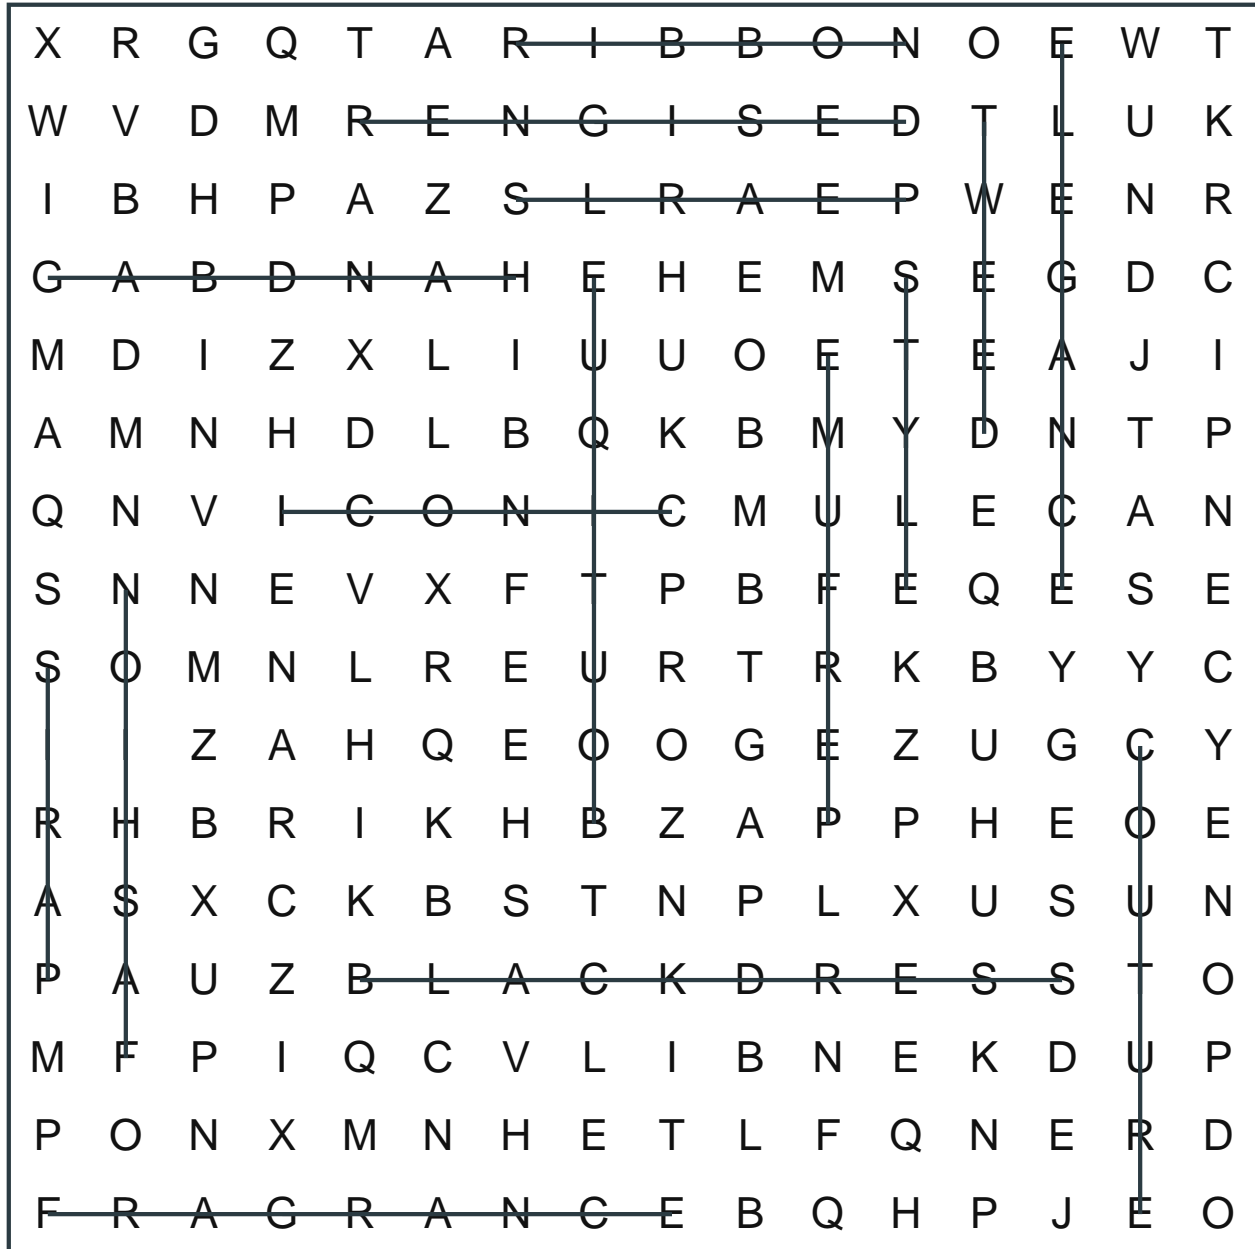 X R G Q T A R I B B O N O E W T
W V D M R E N G I S E D T L U K
I B H P A Z S L R A E P W E N R
G A B D N A H E H E M S E G D C
M D I Z X L I U U O E T E A J I
A M N H D L B Q K B M Y D N T P
Q N V I C O N I C M U L E C A N
S N N E V X F T P B F E Q E S E
S O M N L R E U R T R K B Y Y C
I I Z A H Q E O O G E Z U G C Y
R H B R I K H B Z A P P H E O E
A S X C K B S T N P L X U S U N
P A U Z B L A C K D R E S S T O
M F P I Q C V L I B N E K D U P
P O N X M N H E T L F Q N E R D
F R A G R A N C E B Q H P J E O